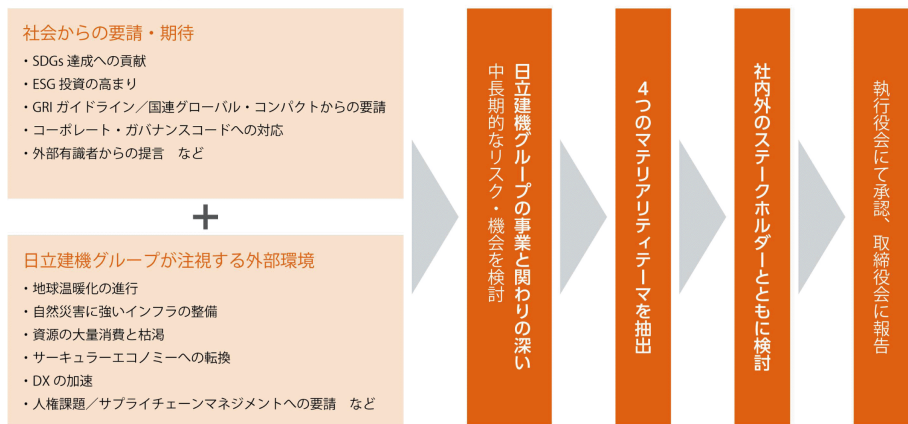 社会からの要請・期待
・SDGs 達成への貢献
・ESG 投資の高まり
・GRI ガイドライン／国連グローバル・コンパクトからの要請
・コーポレート・ガバナンスコードへの対応
・外部有識者からの提言　など
+
日立建機グループが注視する外部環境
・地球温暖化の進行
・自然災害に強いインフラの整備
・資源の大量消費と枯渇
・サーキュラーエコノミーへの転換
・DX の加速
・人権課題／サプライチェーンマネジメントへの要請　など
日立建機グループの事業と関わりの深い
中長期的なリスク・機会を検討
4つのマテリアリティテーマを抽出
社内外のステークホルダーとともに検討
執行役会にて承認、取締役会に報告